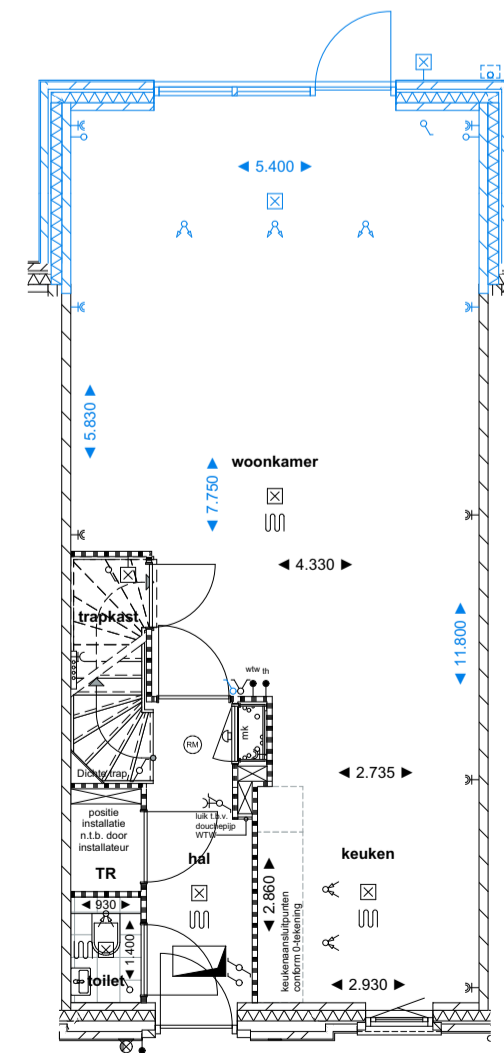 5.400
5.830
7.750
woonkamer
4.330
11.800
trapkast
wtw th
mk
RM
Dichte trap
2.735
positie
installatie
n.t.b. door
installateur
TR
luik t.h.v.
douchepijp
WTW
hal
keuken
2.860
keukenaansluitpunten
conform 0-tekening
930
1.400
toilet
2.930